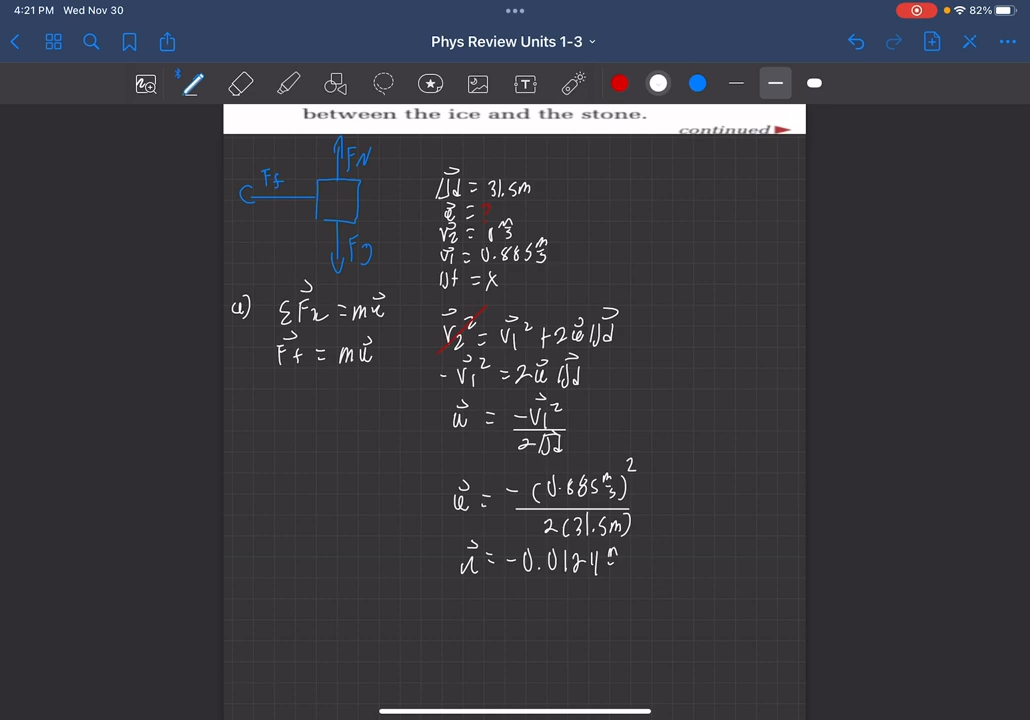 4:21 PM Wed Nov 30
82%
Phys Review Units 1-3
T
between the ice and the stone.
continued
FN
Ff
Fg
Δd = 31.5m
a = ?
v2 = 0 m/s
v1 = 0.885 m/s
Δt = x
a) ΣFx = ma
Ff = ma
v2² = v1² + 2aΔd
-v1² = 2aΔd
a = -v1² / 2Δd
a = -(0.885 m/s)² / 2(31.5m)
a = -0.0124 m